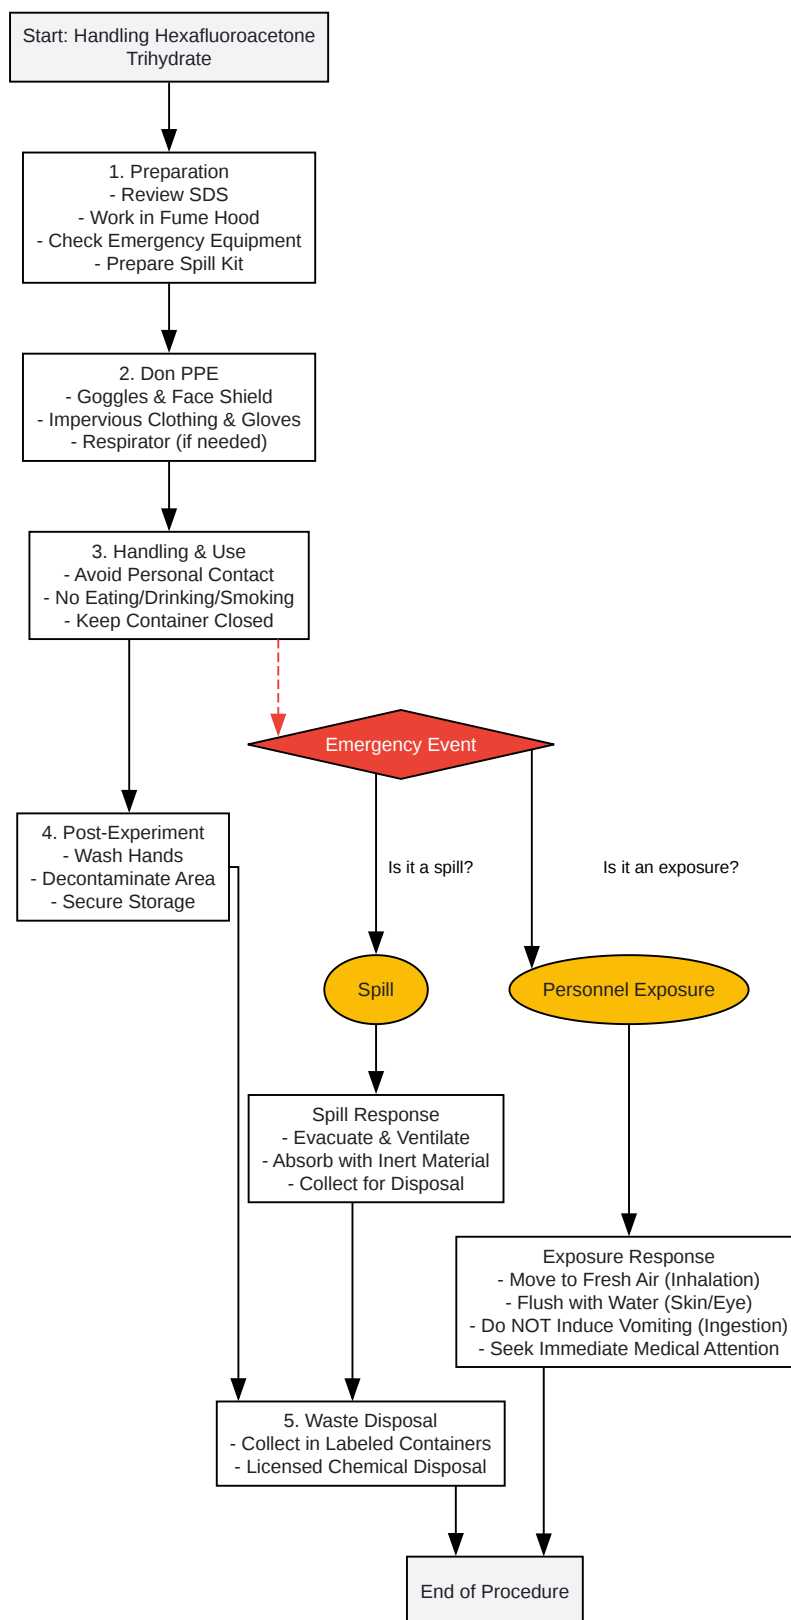 Start: Handling Hexafluoroacetone
Trihydrate
1. Preparation
- Review SDS
- Work in Fume Hood
- Check Emergency Equipment
- Prepare Spill Kit
2. Don PPE
- Goggles & Face Shield
- Impervious Clothing & Gloves
- Respirator (if needed)
3. Handling & Use
- Avoid Personal Contact
- No Eating/Drinking/Smoking
- Keep Container Closed
Emergency Event
4. Post-Experiment
- Wash Hands
- Decontaminate Area
- Secure Storage
Is it a spill?
Is it an exposure?
Spill
Personnel Exposure
Spill Response
- Evacuate & Ventilate
- Absorb with Inert Material
- Collect for Disposal
Exposure Response
- Move to Fresh Air (Inhalation)
- Flush with Water (Skin/Eye)
- Do NOT Induce Vomiting (Ingestion)
- Seek Immediate Medical Attention
5. Waste Disposal
- Collect in Labeled Containers
- Licensed Chemical Disposal
End of Procedure